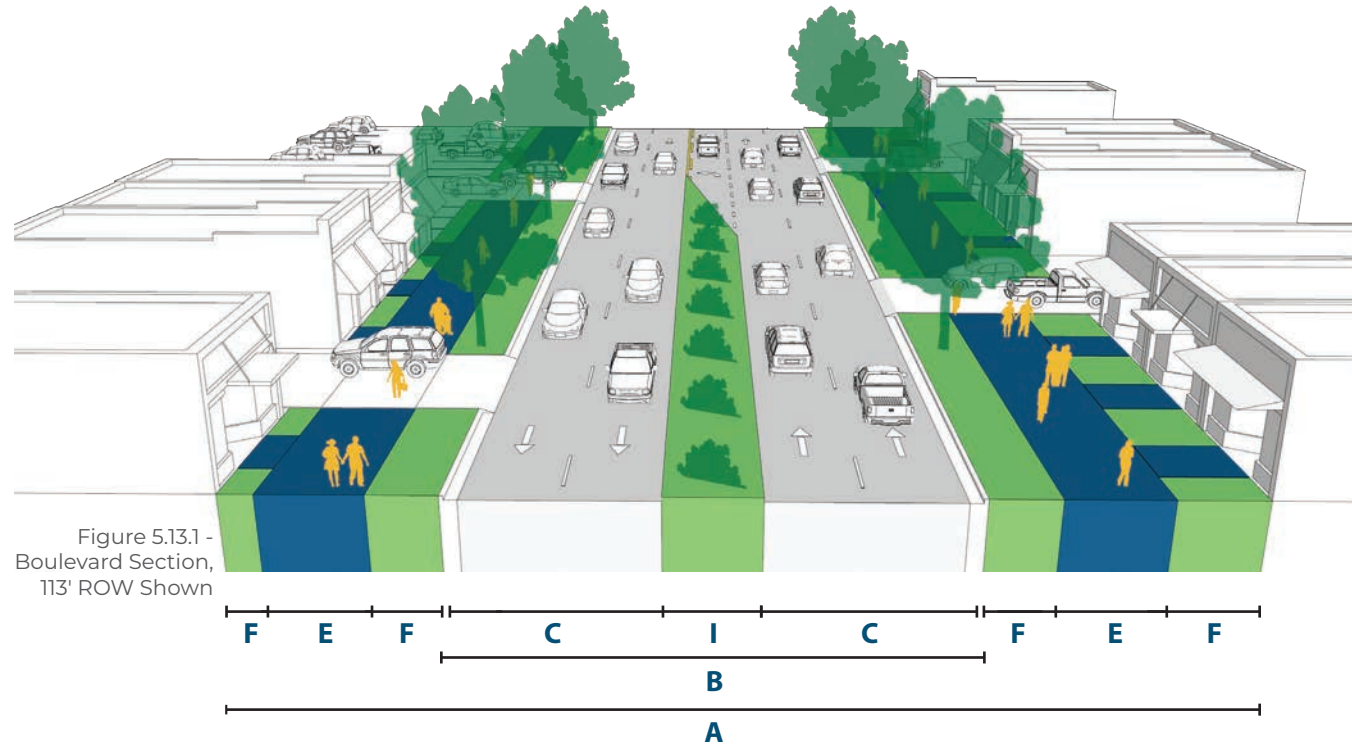 Figure 5.13.1 -
Boulevard Section,
113' ROW Shown
F E F C I C F E F
B
A